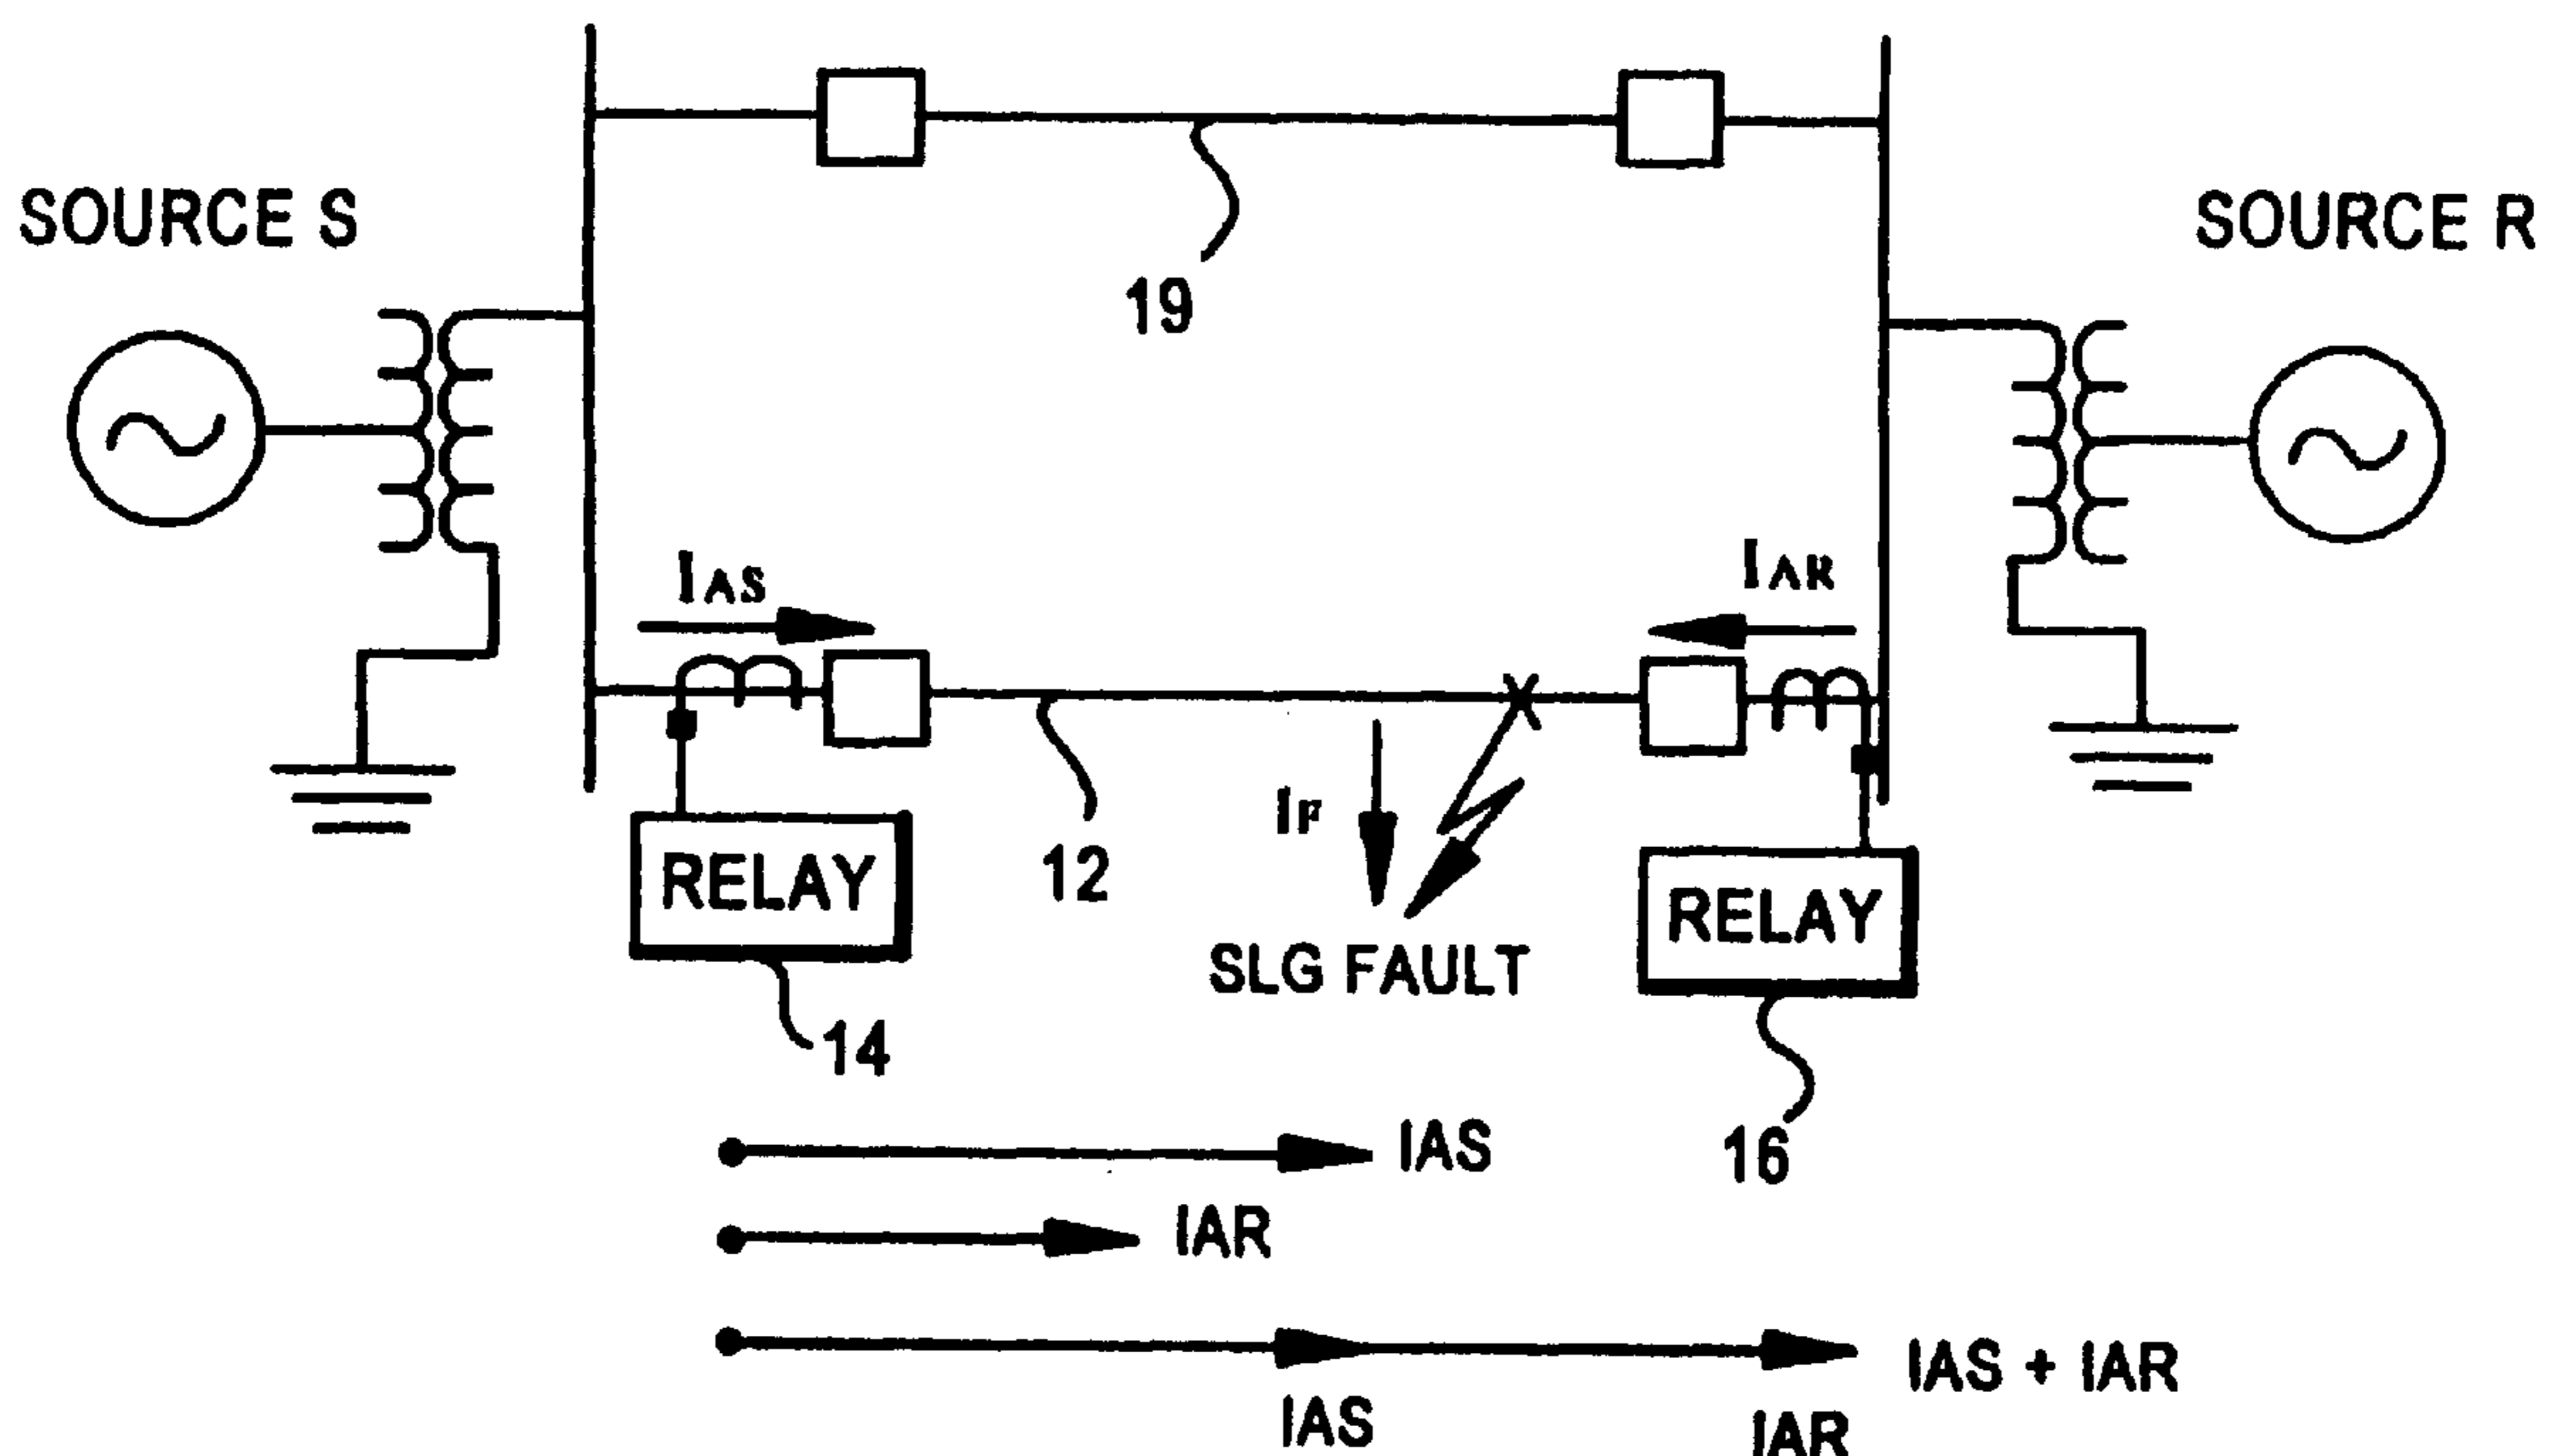 SOURCE S
SOURCE R
19
IAS
IAR
IF
12
RELAY
RELAY
SLG FAULT
14
16
IAS
IAR
IAS + IAR
IAS
IAR